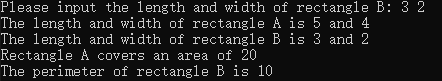 Please input the length and width of rectangle B: 3 2
The length and width of rectangle A is 5 and 4
The length and width of rectangle B is 3 and 2
Rectangle A covers an area of 20
The perimeter of rectangle B is 10